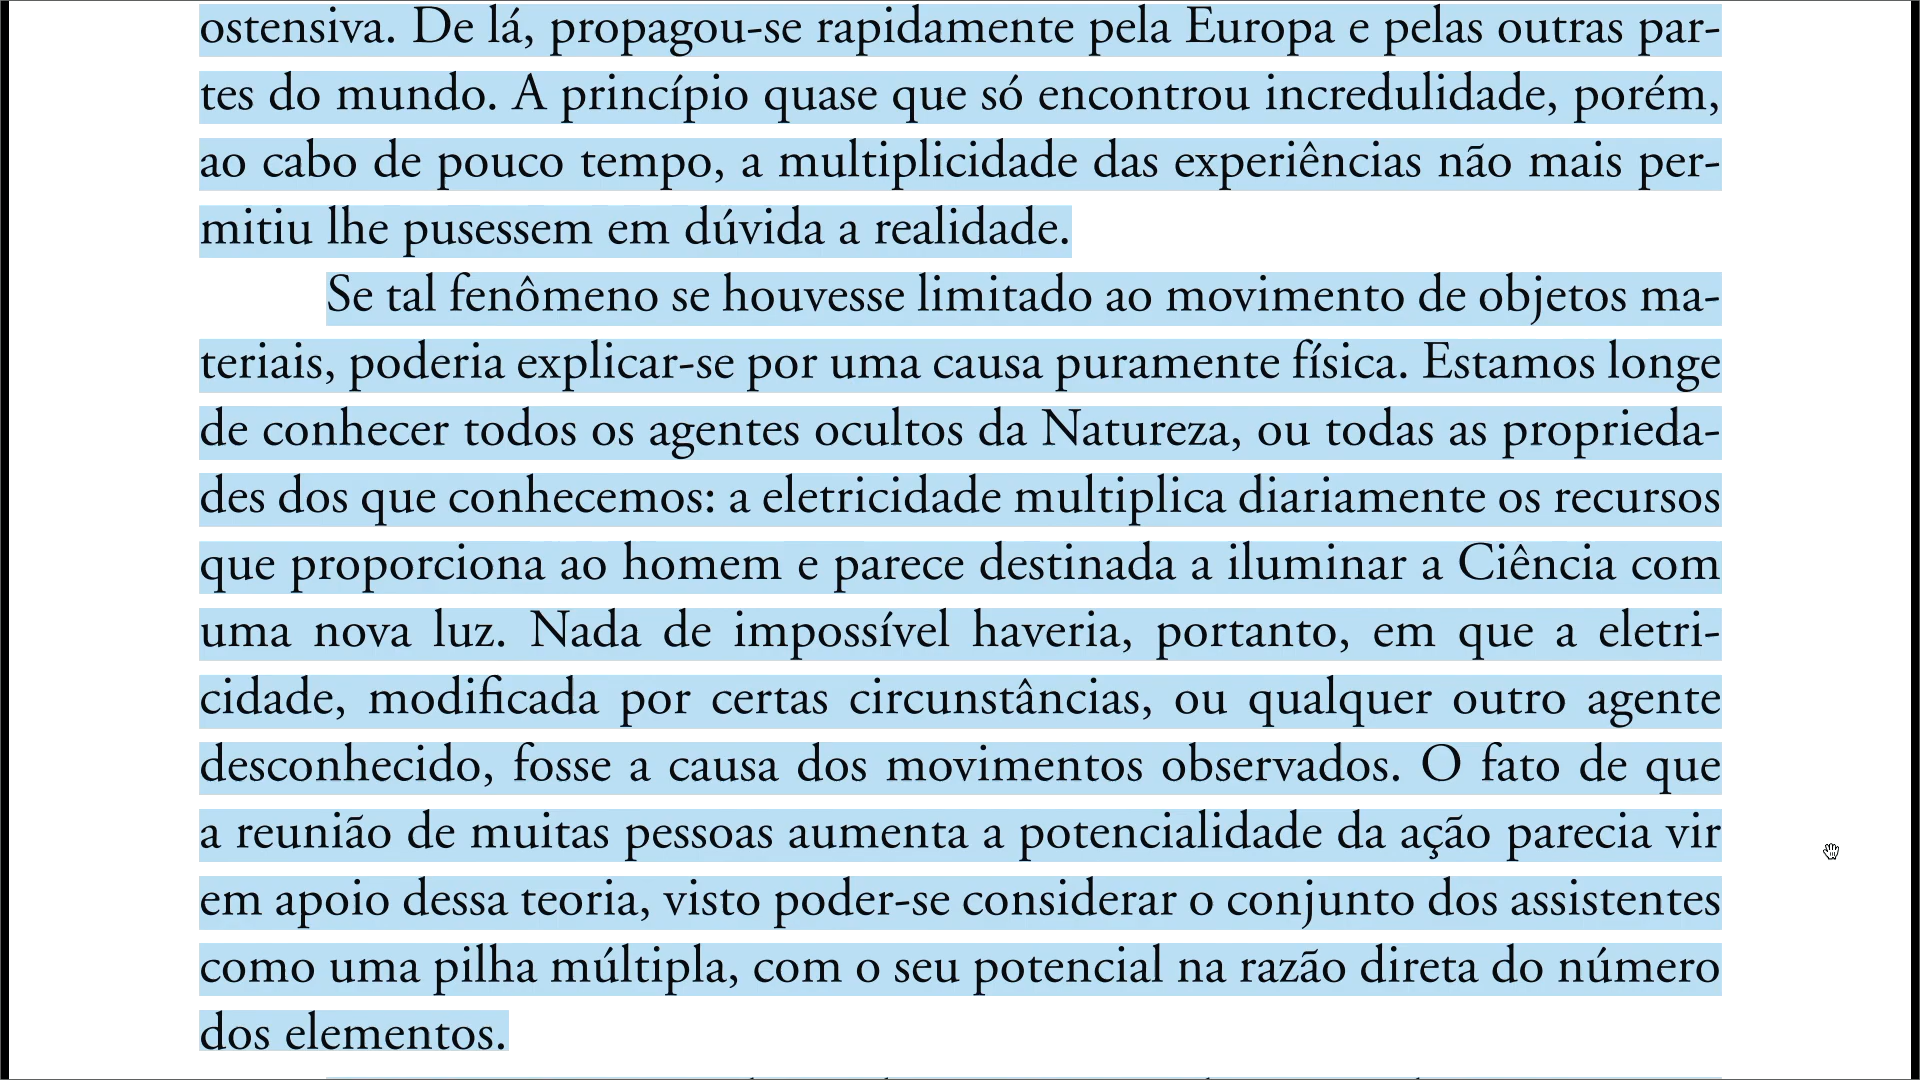 ostensiva. De lá, propagou-se rapidamente pela Europa e pelas outras par-
tes do mundo. A princípio quase que só encontrou incredulidade, porém,
ao cabo de pouco tempo, a multiplicidade das experiências não mais per-
mitiu lhe pusessem em dúvida a realidade.
Se tal fenômeno se houvesse limitado ao movimento de objetos ma-
teriais, poderia explicar-se por uma causa puramente física. Estamos longe
de conhecer todos os agentes ocultos da Natureza, ou todas as proprieda-
des dos que conhecemos: a eletricidade multiplica diariamente os recursos
que proporciona ao homem e parece destinada a iluminar a Ciência com
uma nova luz. Nada de impossível haveria, portanto, em que a eletri-
cidade, modificada por certas circunstâncias, ou qualquer outro agente
desconhecido, fosse a causa dos movimentos observados. O fato de que
a reunião de muitas pessoas aumenta a potencialidade da ação parecia vir
em apoio dessa teoria, visto poder-se considerar o conjunto dos assistentes
como uma pilha múltipla, com o seu potencial na razão direta do número
dos elementos.